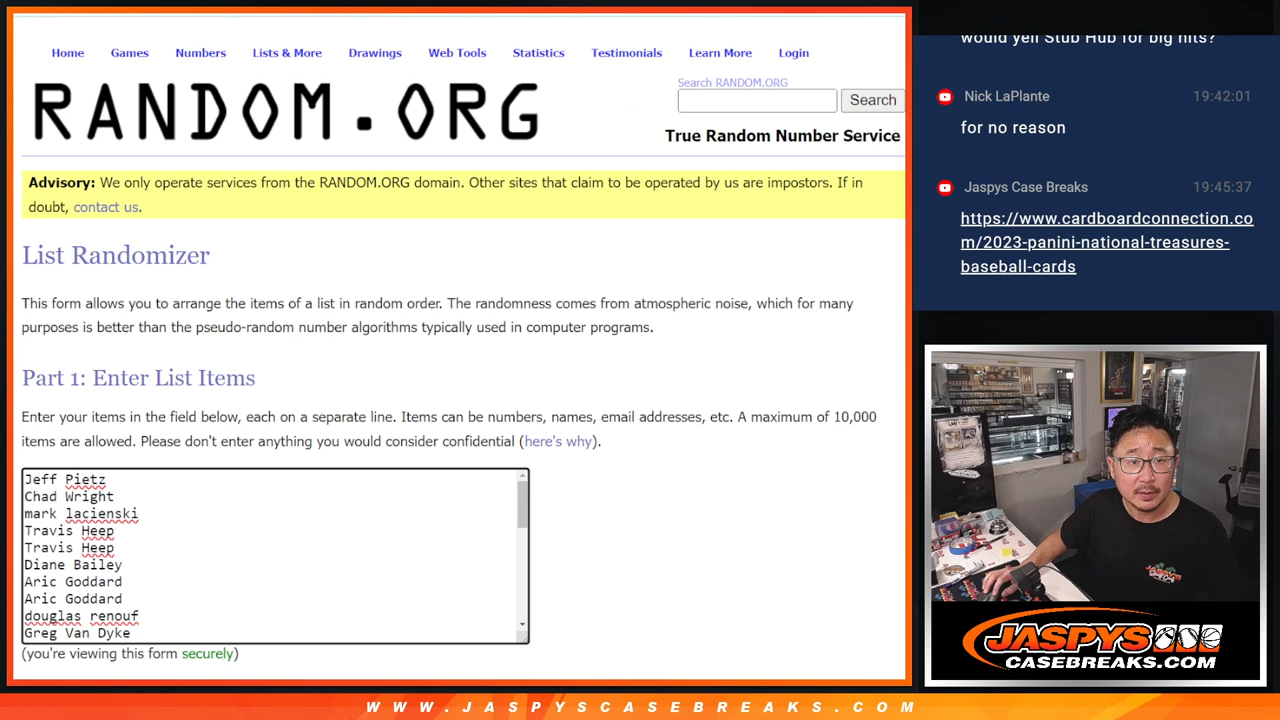 Home Games Numbers Lists & More Drawings Web Tools Statistics Testimonials Learn More Login
RANDOM.ORG
Search RANDOM.ORG
Search
True Random Number Service
Advisory: We only operate services from the RANDOM.ORG domain. Other sites that claim to be operated by us are impostors. If in
doubt, contact us.
List Randomizer
This form allows you to arrange the items of a list in random order. The randomness comes from atmospheric noise, which for many
purposes is better than the pseudo-random number algorithms typically used in computer programs.
Part 1: Enter List Items
Enter your items in the field below, each on a separate line. Items can be numbers, names, email addresses, etc. A maximum of 10,000
items are allowed. Please don't enter anything you would consider confidential (here's why).
Jeff Pietz
Chad Wright
mark lacienski
Travis Heep
Travis Heep
Diane Bailey
Aric Goddard
Aric Goddard
douglas renouf
Greg Van Dyke
(you're viewing this form securely)
would yell Stub Hub for big hits?
Nick LaPlante 19:42:01
for no reason
Jaspys Case Breaks 19:45:37
https://www.cardboardconnection.co
m/2023-panini-national-treasures-
baseball-cards
JASPYS
CASEBREAKS.COM
WWW.JASPYSCASEBREAKS.COM